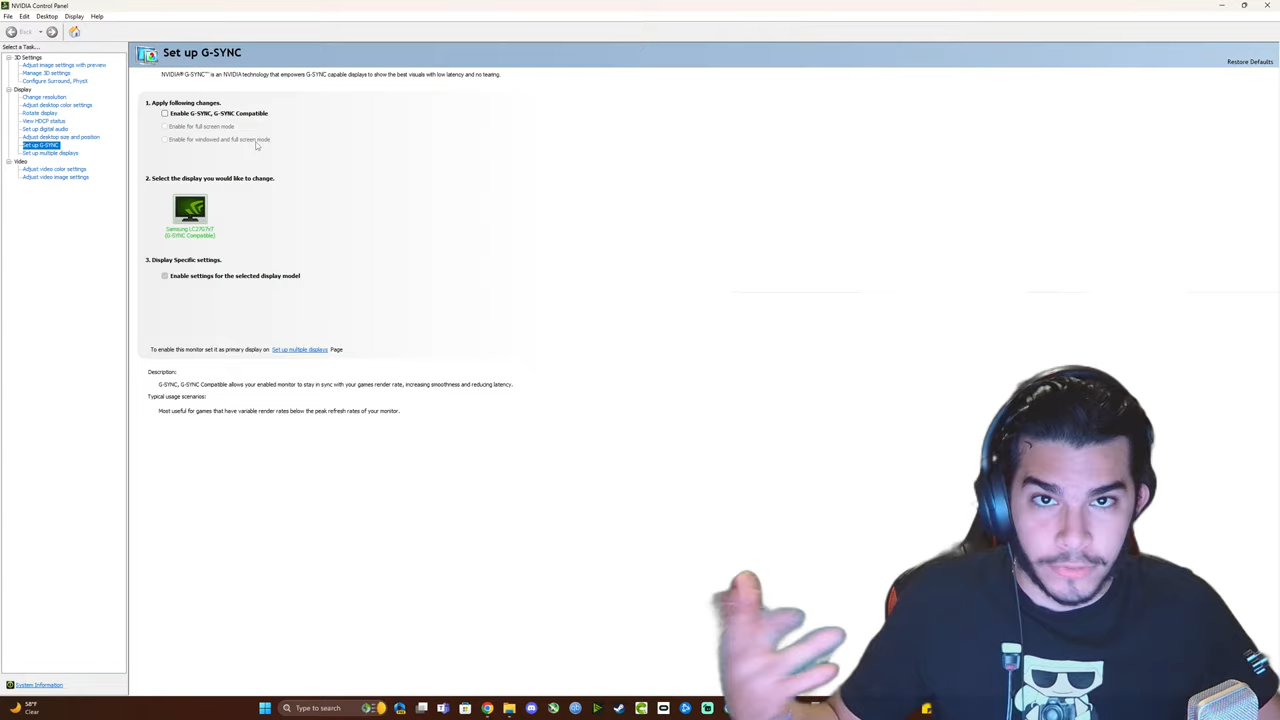 NVIDIA Control Panel
File Edit Desktop Display Help
Back
Select a Task...
3D Settings
Adjust image settings with preview
Manage 3D settings
Configure Surround, PhysX
Display
Change resolution
Adjust desktop color settings
Rotate display
View HDCP status
Set up digital audio
Adjust desktop size and position
Set up G-SYNC
Set up multiple displays
Video
Adjust video color settings
Adjust video image settings
System Information
Set up G-SYNC
Restore Defaults
NVIDIA® G-SYNC™ is an NVIDIA technology that empowers G-SYNC capable displays to show the best visuals with low latency and no tearing.
1. Apply following changes.
Enable G-SYNC, G-SYNC Compatible
Enable for full screen mode
Enable for windowed and full screen mode
2. Select the display you would like to change.
Samsung LC27G7xT
(G-SYNC Compatible)
3. Display Specific settings.
Enable settings for the selected display model
To enable this monitor set it as primary display on Set up multiple displays Page
Description:
G-SYNC, G-SYNC Compatible allows your enabled monitor to stay in sync with your games render rate, increasing smoothness and reducing latency.
Typical usage scenarios:
Most useful for games that have variable render rates below the peak refresh rates of your monitor.
58°F
Clear
Type to search